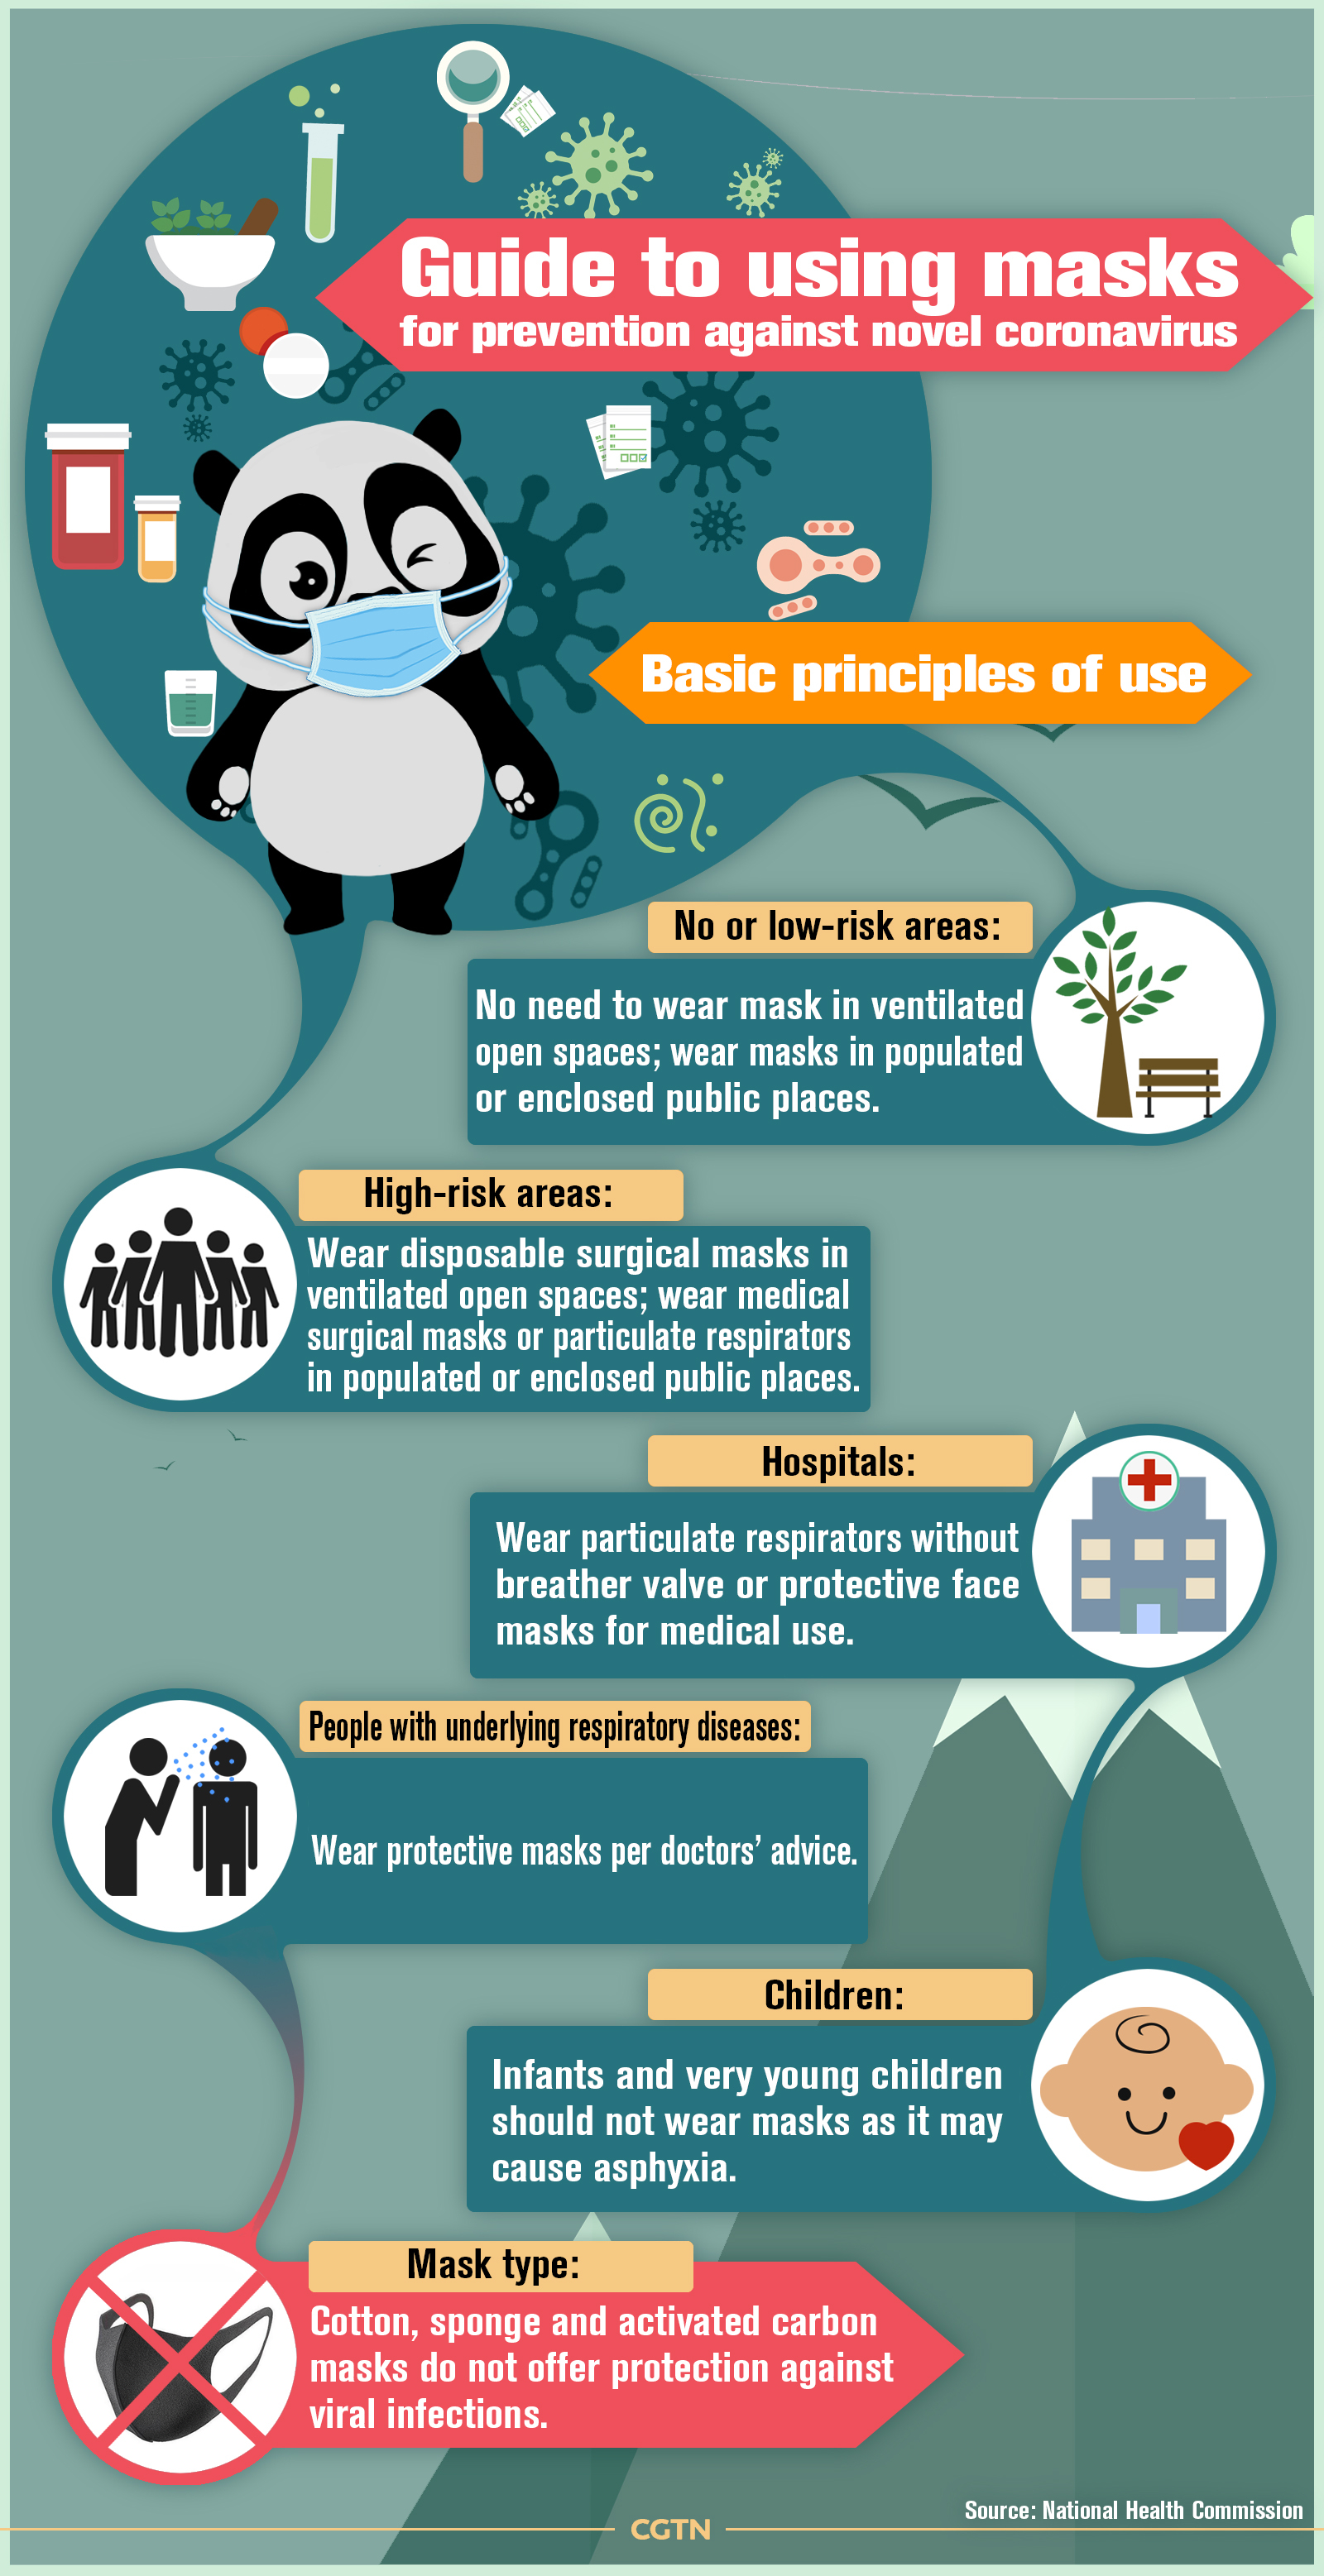 Guide to using masks
for prevention against novel coronavirus
Basic principles of use
No or low-risk areas:
No need to wear mask in ventilated
open spaces; wear masks in populated
or enclosed public places.
High-risk areas:
Wear disposable surgical masks in
ventilated open spaces; wear medical
surgical masks or particulate respirators
in populated or enclosed public places.
Hospitals:
Wear particulate respirators without
breather valve or protective face
masks for medical use.
People with underlying respiratory diseases:
Wear protective masks per doctors’ advice.
Children:
Infants and very young children
should not wear masks as it may
cause asphyxia.
Mask type:
Cotton, sponge and activated carbon
masks do not offer protection against
viral infections.
Source: National Health Commission
CGTN